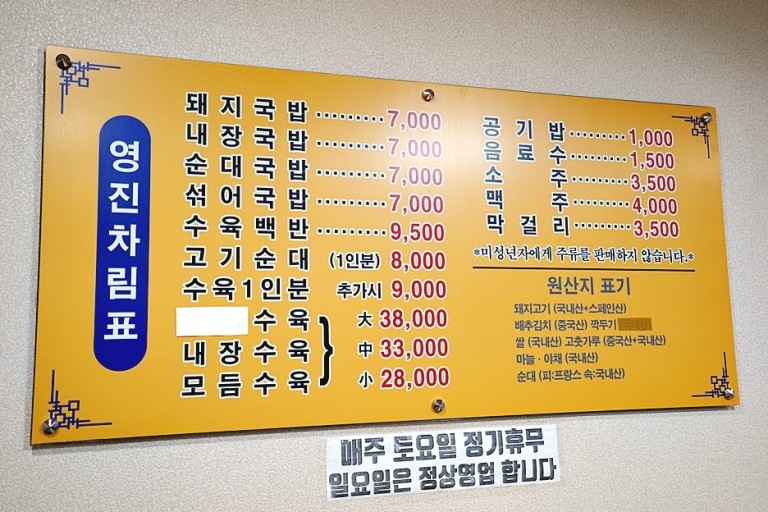 영진차림표
돼지국밥 ········· 7,000
내장국밥 ········· 7,000
순대국밥 ········· 7,000
섞어국밥 ········· 7,000
수육백반 ········· 9,500
고기순대 (1인분) 8,000
수육1인분 추가시 9,000
수육 大 38,000
내장수육 中 33,000
모듬수육 小 28,000
공기밥 ········· 1,000
음료수 ········· 1,500
소주 ········· 3,500
맥주 ········· 4,000
막걸리 ········· 3,500
*미성년자에게 주류를 판매하지 않습니다.*
원산지 표기
돼지고기 (국내산+스페인산)
배추김치 (중국산) 깍두기 (국내산)
쌀 (국내산) 고춧가루 (중국산+국내산)
마늘·야채 (국내산)
순대 (피:프랑스 속:국내산)
매주 토요일 정기휴무
일요일은 정상영업 합니다